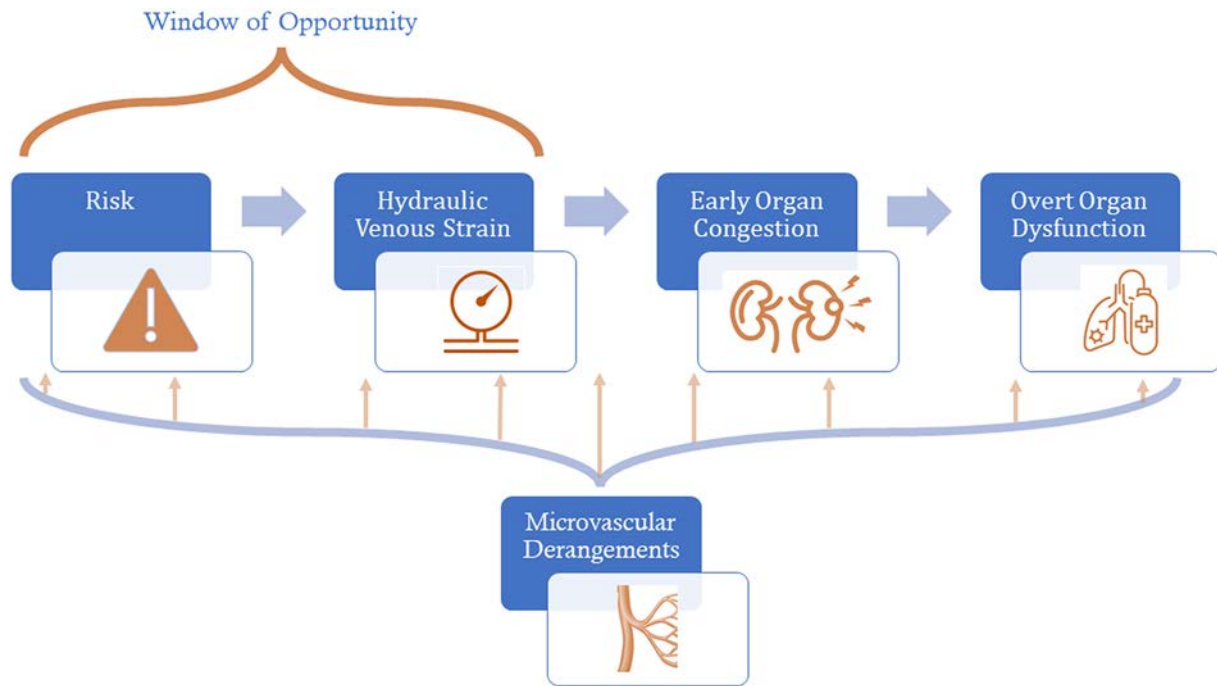 Window of Opportunity
Risk
Hydraulic
Venous Strain
Early Organ
Congestion
Overt Organ
Dysfunction
Microvascular
Derangements